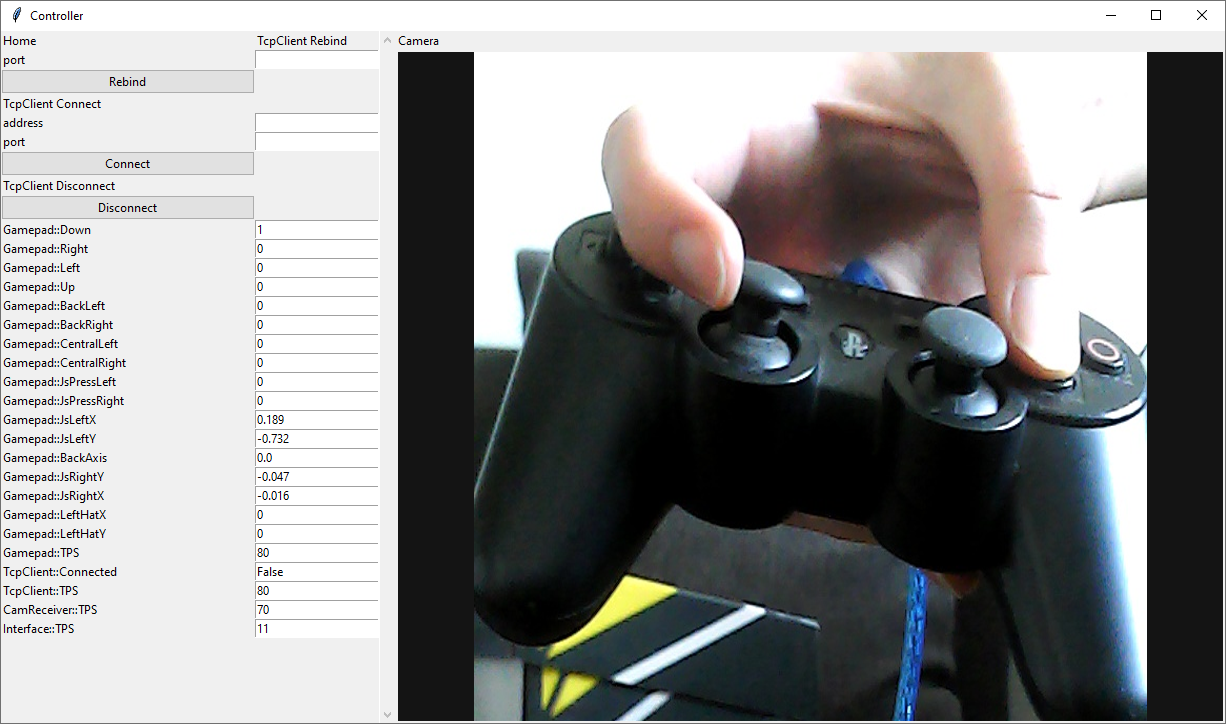 Controller
Home TcpClient Rebind
port
Rebind
TcpClient Connect
address
port
Connect
TcpClient Disconnect
Disconnect
Gamepad::Down 1
Gamepad::Right 0
Gamepad::Left 0
Gamepad::Up 0
Gamepad::BackLeft 0
Gamepad::BackRight 0
Gamepad::CentralLeft 0
Gamepad::CentralRight 0
Gamepad::JsPressLeft 0
Gamepad::JsPressRight 0
Gamepad::JsLeftX 0.189
Gamepad::JsLeftY -0.732
Gamepad::BackAxis 0.0
Gamepad::JsRightY -0.047
Gamepad::JsRightX -0.016
Gamepad::LeftHatX 0
Gamepad::LeftHatY 0
Gamepad::TPS 80
TcpClient::Connected False
TcpClient::TPS 80
CamReceiver::TPS 70
Interface::TPS 11
Camera